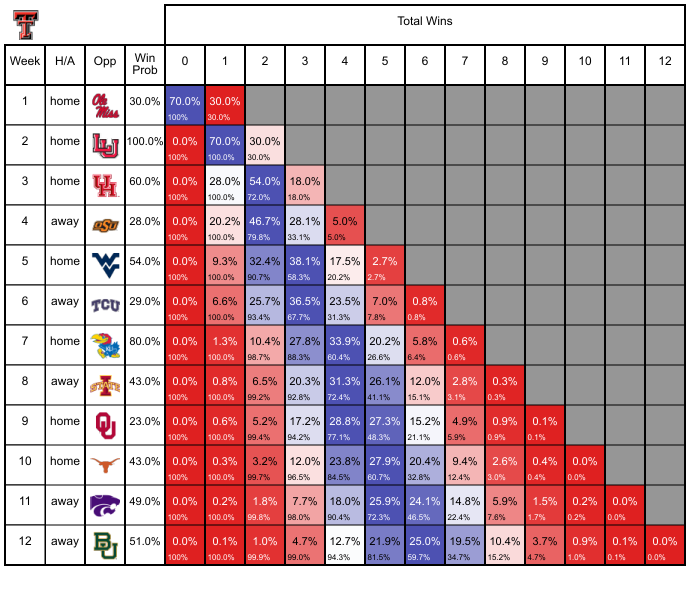 T
Total Wins
Week H/A Opp Win Prob 0 1 2 3 4 5 6 7 8 9 10 11 12
1 home Ole Miss 30.0% 70.0% 30.0%
100% 30.0%
2 home LU 100.0% 0.0% 70.0% 30.0%
100% 100.0% 30.0%
3 home UH 60.0% 0.0% 28.0% 54.0% 18.0%
100% 100.0% 72.0% 18.0%
4 away OSU 28.0% 0.0% 20.2% 46.7% 28.1% 5.0%
100% 100.0% 79.8% 33.1% 5.0%
5 home WV 54.0% 0.0% 9.3% 32.4% 38.1% 17.5% 2.7%
100% 100.0% 90.7% 58.3% 20.2% 2.7%
6 away TCU 29.0% 0.0% 6.6% 25.7% 36.5% 23.5% 7.0% 0.8%
100% 100.0% 93.4% 67.7% 31.3% 7.8% 0.8%
7 home KU 80.0% 0.0% 1.3% 10.4% 27.8% 33.9% 20.2% 5.8% 0.6%
100% 100.0% 98.7% 88.3% 60.4% 26.6% 6.4% 0.6%
8 away I STATE 43.0% 0.0% 0.8% 6.5% 20.3% 31.3% 26.1% 12.0% 2.8% 0.3%
100% 100.0% 99.2% 92.8% 72.4% 41.1% 15.1% 3.1% 0.3%
9 home OU 23.0% 0.0% 0.6% 5.2% 17.2% 28.8% 27.3% 15.2% 4.9% 0.9% 0.1%
100% 100.0% 99.4% 94.2% 77.1% 48.3% 21.1% 5.9% 0.9% 0.1%
10 home 43.0% 0.0% 0.3% 3.2% 12.0% 23.8% 27.9% 20.4% 9.4% 2.6% 0.4% 0.0%
100% 100.0% 99.7% 96.5% 84.5% 60.7% 32.8% 12.4% 3.0% 0.4% 0.0%
11 away 49.0% 0.0% 0.2% 1.8% 7.7% 18.0% 25.9% 24.1% 14.8% 5.9% 1.5% 0.2% 0.0%
100% 100.0% 99.8% 98.0% 90.4% 72.3% 46.5% 22.4% 7.6% 1.7% 0.2% 0.0%
12 away BU 51.0% 0.0% 0.1% 1.0% 4.7% 12.7% 21.9% 25.0% 19.5% 10.4% 3.7% 0.9% 0.1% 0.0%
100% 100.0% 99.9% 99.0% 94.3% 81.5% 59.7% 34.7% 15.2% 4.7% 1.0% 0.1% 0.0%